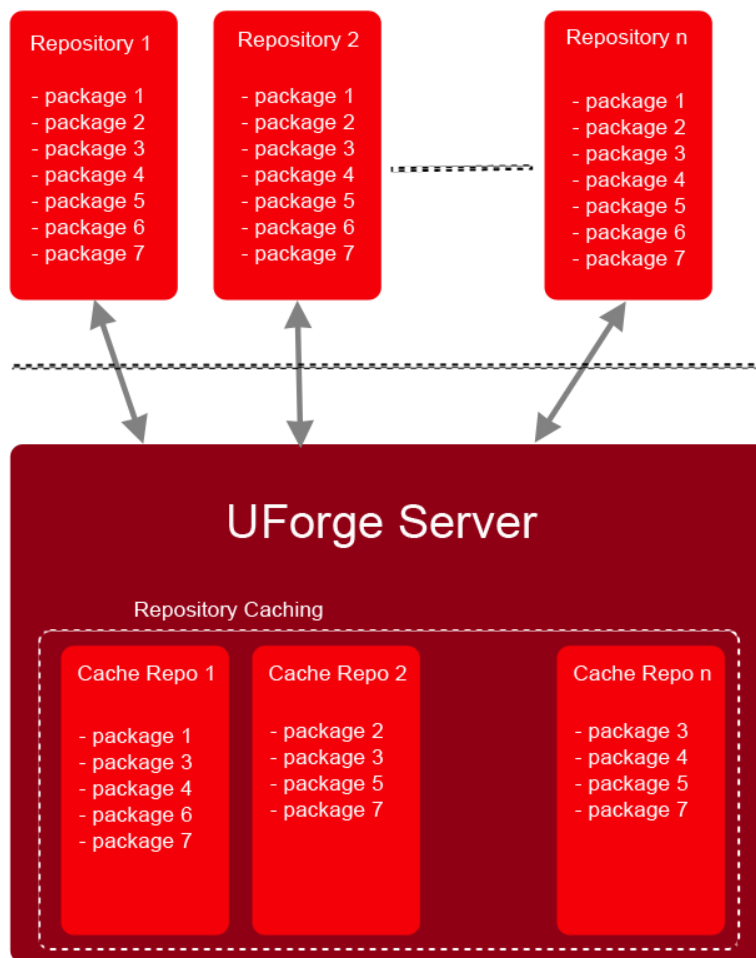 Repository 1
- package 1
- package 2
- package 3
- package 4
- package 5
- package 6
- package 7
Repository 2
- package 1
- package 2
- package 3
- package 4
- package 5
- package 6
- package 7
Repository n
- package 1
- package 2
- package 3
- package 4
- package 5
- package 6
- package 7
UForge Server
Repository Caching
Cache Repo 1
- package 1
- package 3
- package 4
- package 6
- package 7
Cache Repo 2
- package 2
- package 3
- package 5
- package 7
Cache Repo n
- package 3
- package 4
- package 5
- package 7